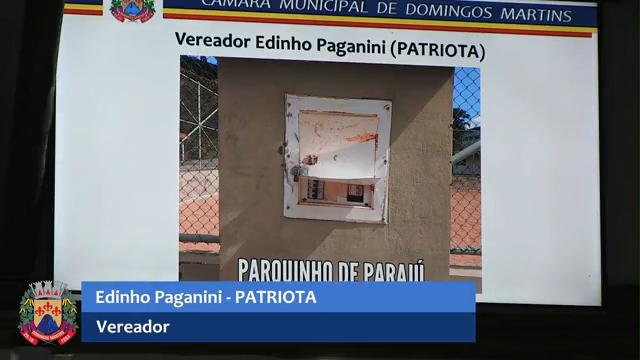 CÂMARA MUNICIPAL DE DOMINGOS MARTINS
Vereador Edinho Paganini (PATRIOTA)
PARQUINHO DE PARAJÚ
Edinho Paganini - PATRIOTA
Vereador